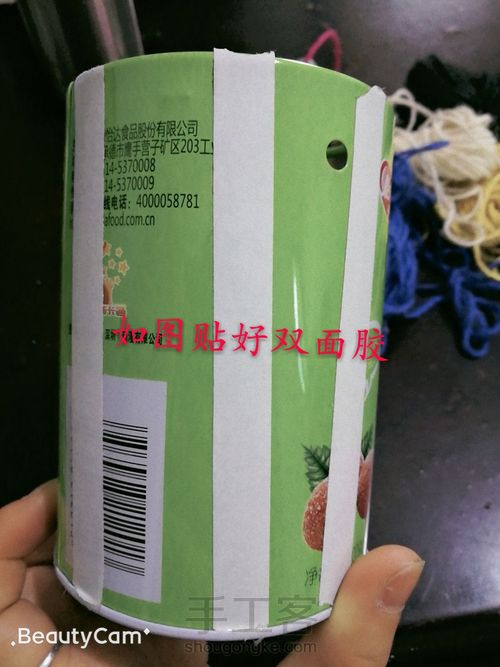 怡达食品股份有限公司
德市鹰手营子矿区203工
14-5370008
14-5370009
线电话：4000058781
afood.com.cn
如图贴好双面胶
净
手工客
shougongke.com
.BeautyCam.